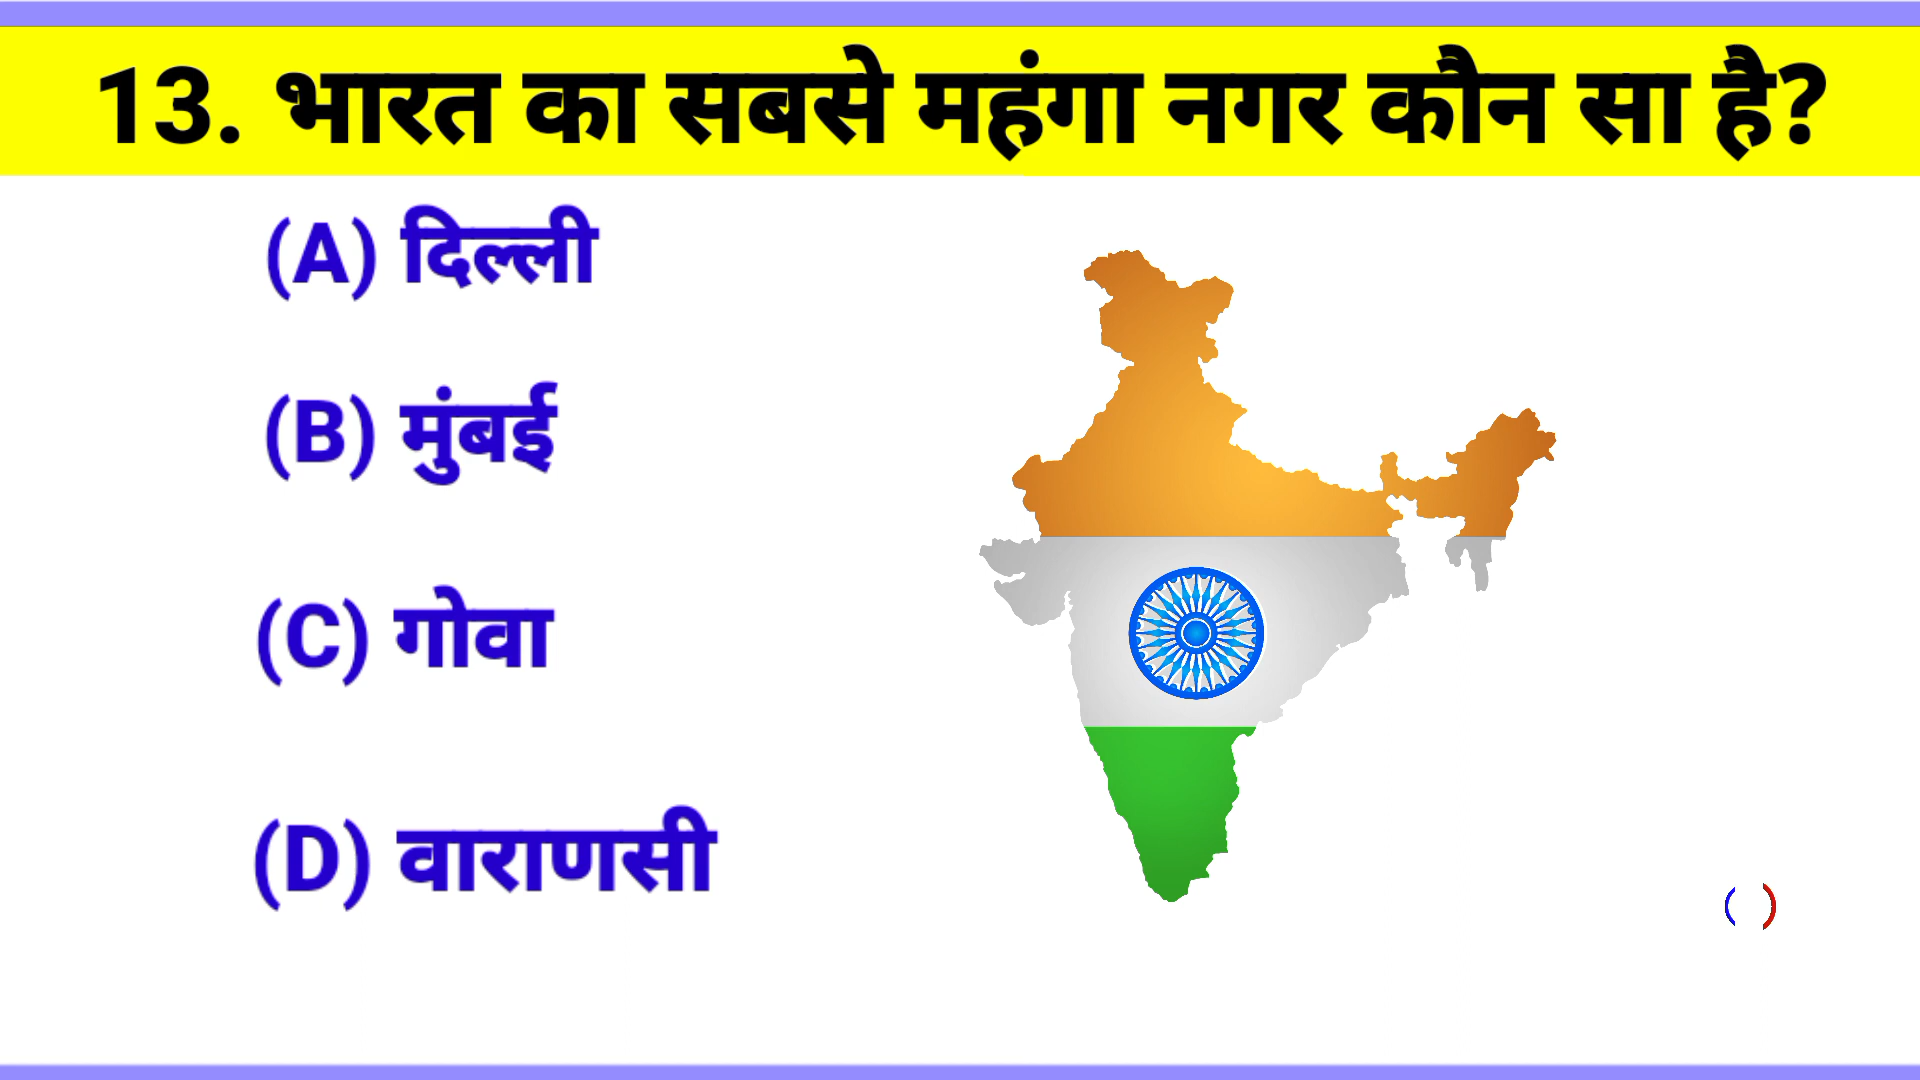 13. भारत का सबसे महंगा नगर कौन सा है?
(A) दिल्ली
(B) मुंबई
(C) गोवा
(D) वाराणसी